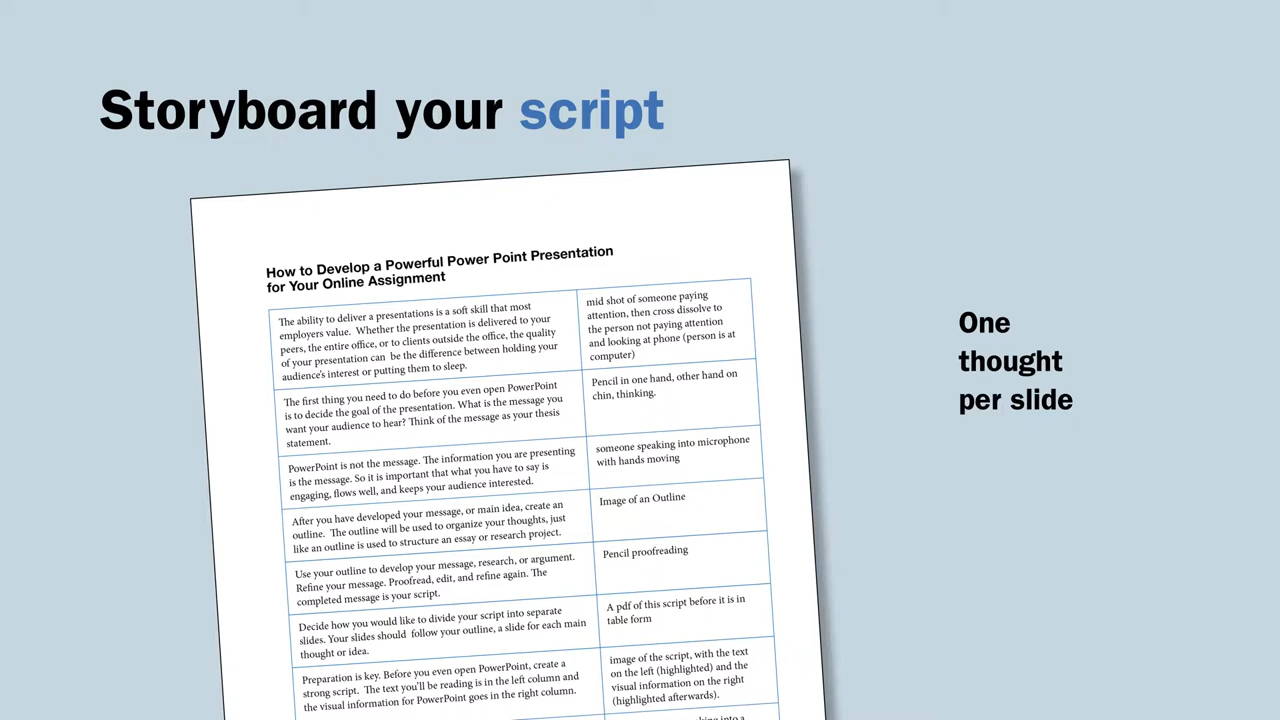 Storyboard your script
How to Develop a Powerful Power Point Presentation
for Your Online Assignment
The ability to deliver a presentations is a soft skill that most
employers value. Whether the presentation is delivered to your
peers, the entire office, or to clients outside the office, the quality
of your presentation can be the difference between holding your
audience's interest or putting them to sleep.
mid shot of someone paying
attention, then cross dissolve to
the person not paying attention
and looking at phone (person is at
computer)
The first thing you need to do before you even open PowerPoint
is to decide the goal of the presentation. What is the message you
want your audience to hear? Think of the message as your thesis
statement.
Pencil in one hand, other hand on
chin, thinking.
PowerPoint is not the message. The information you are presenting
is the message. So it is important that what you have to say is
engaging, flows well, and keeps your audience interested.
someone speaking into microphone
with hands moving
After you have developed your message, or main idea, create an
outline. The outline will be used to organize your thoughts, just
like an outline is used to structure an essay or research project.
Image of an Outline
Use your outline to develop your message, research, or argument.
Refine your message. Proofread, edit, and refine again. The
completed message is your script.
Pencil proofreading
Decide how you would like to divide your script into separate
slides. Your slides should follow your outline, a slide for each main
thought or idea.
A pdf of this script before it is in
table form
Preparation is key. Before you even open PowerPoint, create a
strong script. The text you'll be reading is in the left column and
the visual information for PowerPoint goes in the right column.
image of the script, with the text
on the left (highlighted) and the
visual information on the right
(highlighted afterwards).
One
thought
per slide